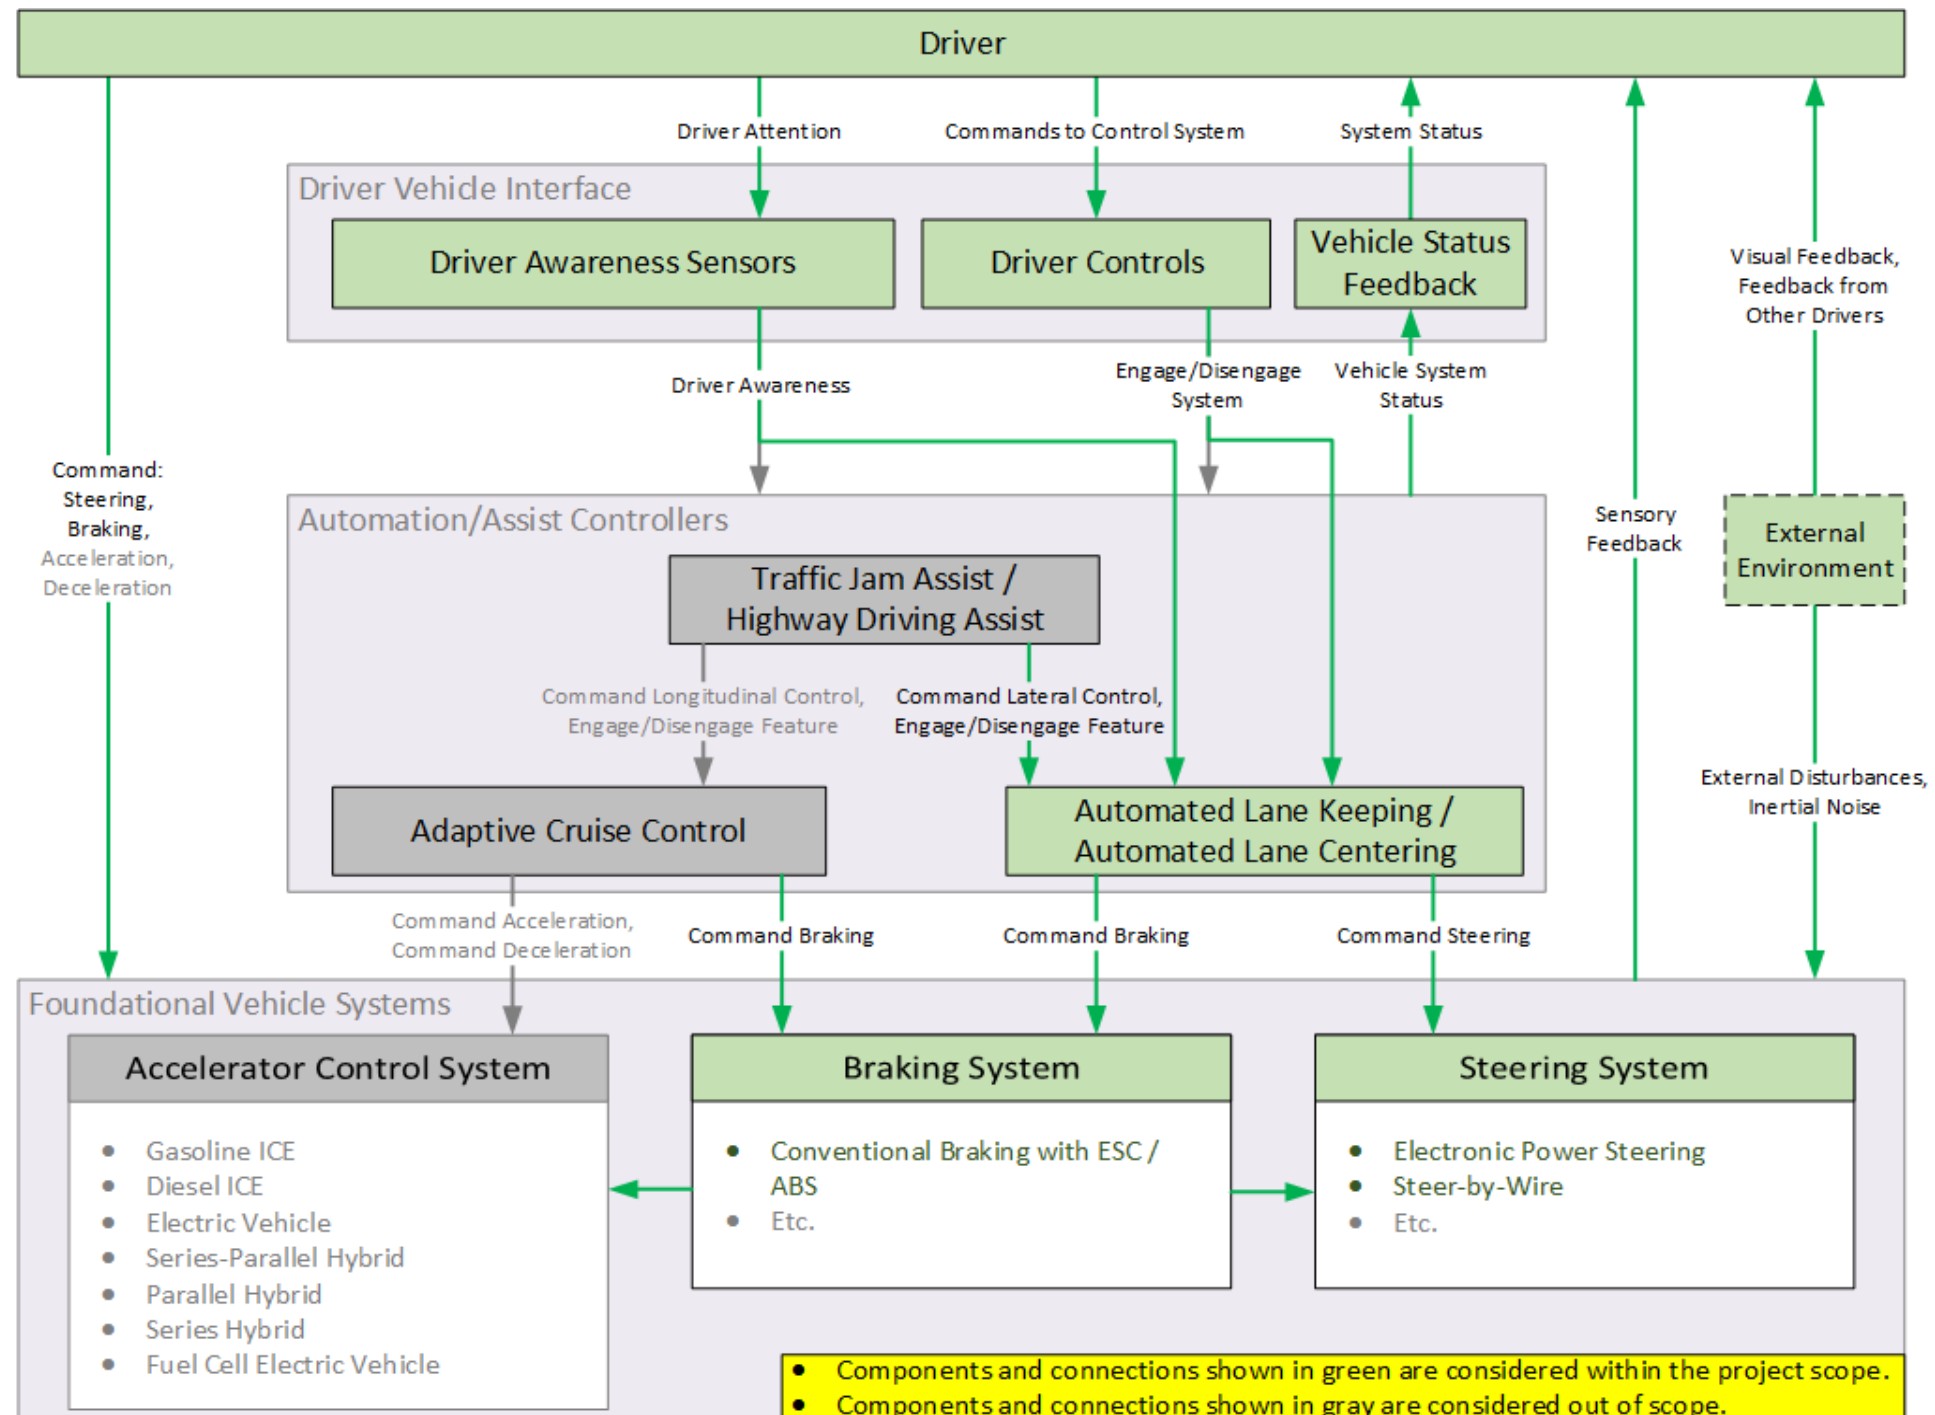 Driver
Driver Attention
Commands to Control System
System Status
Driver Vehicle Interface
Driver Awareness Sensors
Driver Controls
Vehicle Status
Feedback
Visual Feedback,
Feedback from
Other Drivers
Driver Awareness
Engage/Disengage
System
Vehicle System
Status
Command:
Steering,
Braking,
Acceleration,
Deceleration
Automation/Assist Controllers
Sensory
Feedback
External
Environment
Traffic Jam Assist /
Highway Driving Assist
Command Longitudinal Control,
Engage/Disengage Feature
Command Lateral Control,
Engage/Disengage Feature
External Disturbances,
Inertial Noise
Adaptive Cruise Control
Automated Lane Keeping /
Automated Lane Centering
Command Acceleration,
Command Deceleration
Command Braking
Command Braking
Command Steering
Foundational Vehicle Systems
Accelerator Control System
• Gasoline ICE
• Diesel ICE
• Electric Vehicle
• Series-Parallel Hybrid
• Parallel Hybrid
• Series Hybrid
• Fuel Cell Electric Vehicle
Braking System
• Conventional Braking with ESC /
ABS
• Etc.
Steering System
• Electronic Power Steering
• Steer-by-Wire
• Etc.
• Components and connections shown in green are considered within the project scope.
• Components and connections shown in gray are considered out of scope.